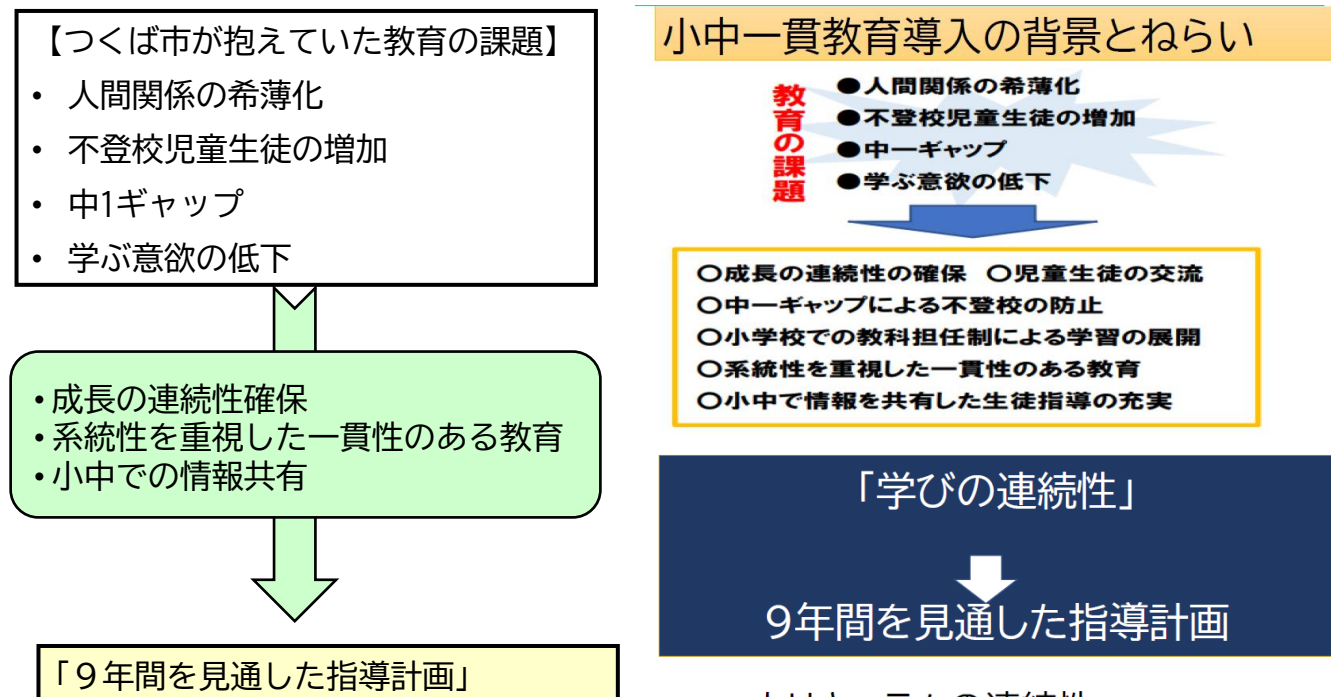 【つくば市が抱えていた教育の課題】
• 人間関係の希薄化
• 不登校児童生徒の増加
• 中1ギャップ
• 学ぶ意欲の低下
•成長の連続性確保
•系統性を重視した一貫性のある教育
•小中での情報共有
「９年間を見通した指導計画」
小中一貫教育導入の背景とねらい
教育の課題
●人間関係の希薄化
●不登校児童生徒の増加
●中一ギャップ
●学ぶ意欲の低下
〇成長の連続性の確保 〇児童生徒の交流
〇中一ギャップによる不登校の防止
〇小学校での教科担任制による学習の展開
〇系統性を重視した一貫性のある教育
〇小中で情報を共有した生徒指導の充実
「学びの連続性」
9年間を見通した指導計画